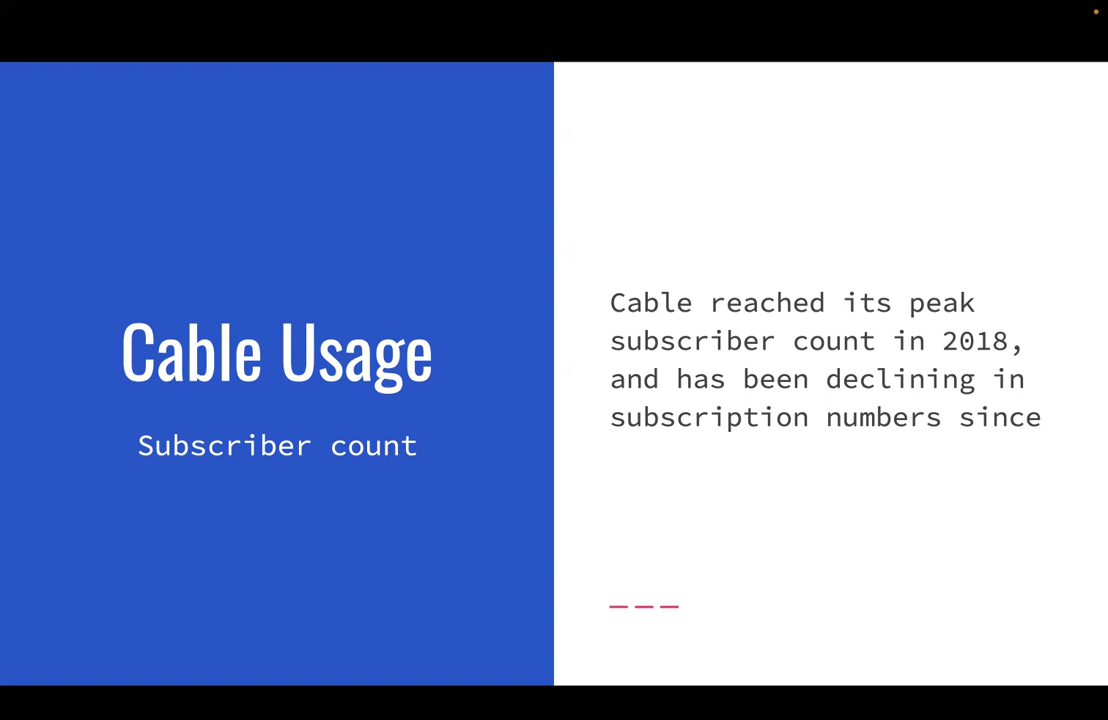 Cable Usage
Subscriber count
Cable reached its peak
subscriber count in 2018,
and has been declining in
subscription numbers since